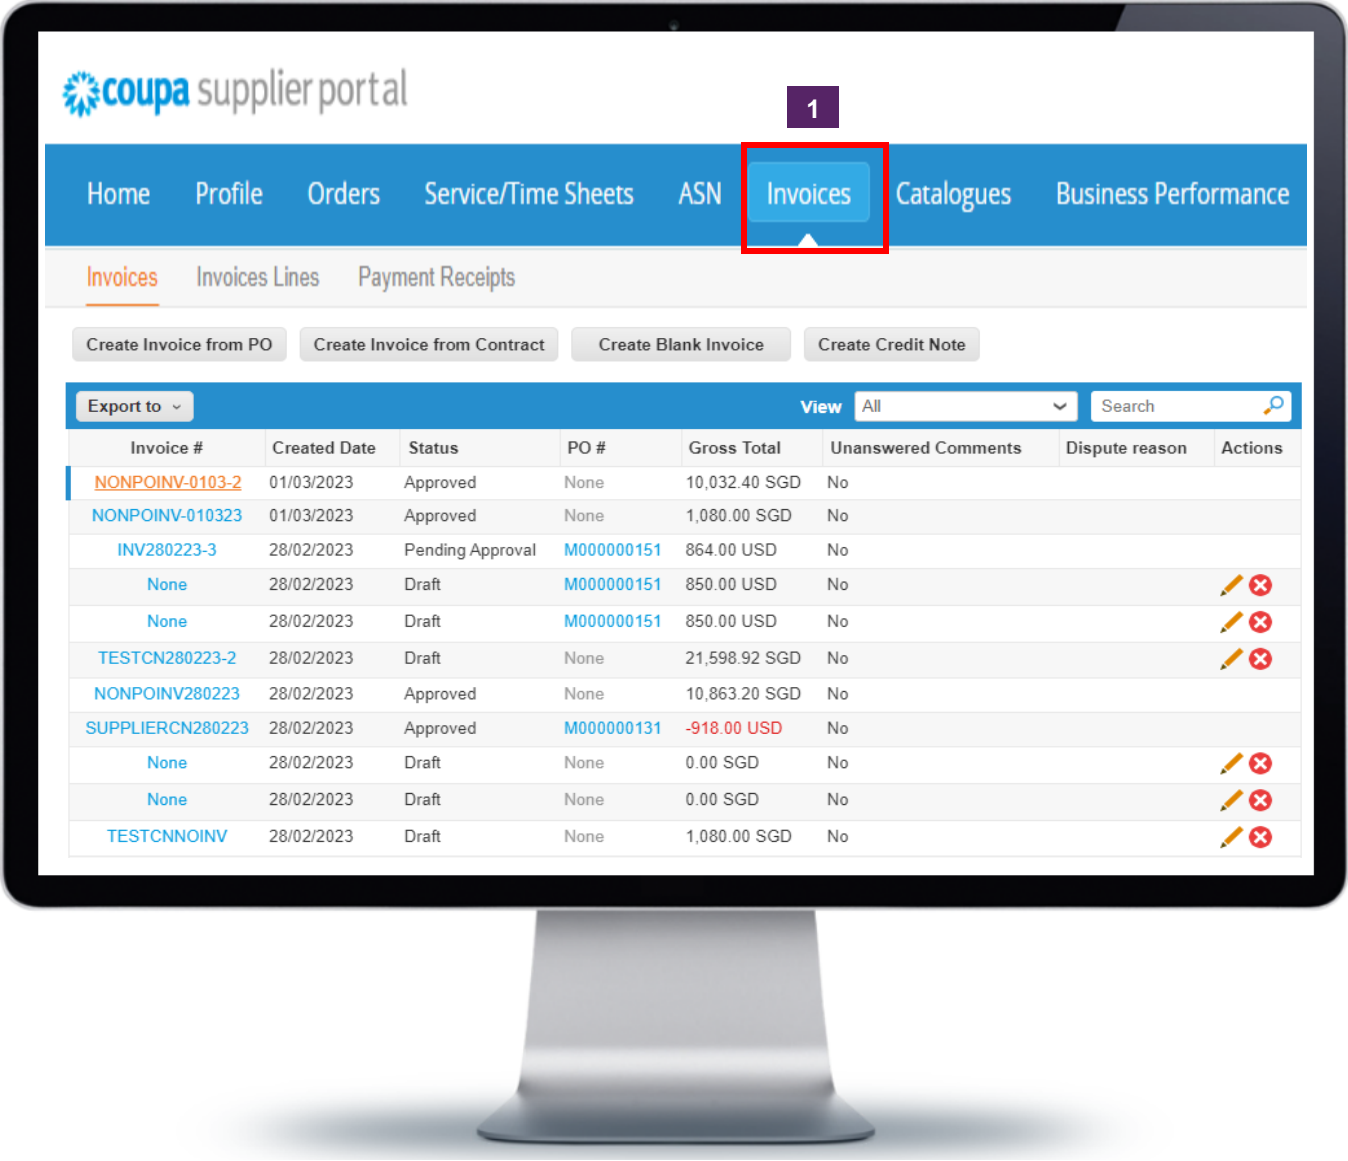 coupa supplier portal
1
Home Profile Orders Service/Time Sheets ASN Invoices Catalogues Business Performance
Invoices Invoices Lines Payment Receipts
Create Invoice from PO Create Invoice from Contract Create Blank Invoice Create Credit Note
Export to View All Search
Invoice # Created Date Status PO # Gross Total Unanswered Comments Dispute reason Actions
NONPOINV-0103-2 01/03/2023 Approved None 10,032.40 SGD No
NONPOINV-010323 01/03/2023 Approved None 1,080.00 SGD No
INV280223-3 28/02/2023 Pending Approval M000000151 864.00 USD No
None 28/02/2023 Draft M000000151 850.00 USD No
None 28/02/2023 Draft M000000151 850.00 USD No
TESTCN280223-2 28/02/2023 Draft None 21,598.92 SGD No
NONPOINV280223 28/02/2023 Approved None 10,863.20 SGD No
SUPPLIERCN280223 28/02/2023 Approved M000000131 -918.00 USD No
None 28/02/2023 Draft None 0.00 SGD No
None 28/02/2023 Draft None 0.00 SGD No
TESTCNNOINV 28/02/2023 Draft None 1,080.00 SGD No